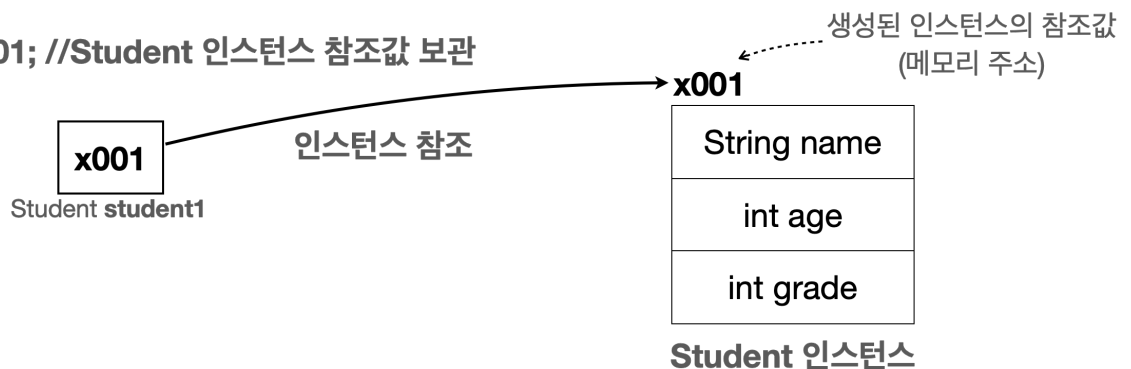 생성된 인스턴스의 참조값
(메모리 주소)
01; //Student 인스턴스 참조값 보관
x001
x001
인스턴스 참조
Student student1
String name
int age
int grade
Student 인스턴스